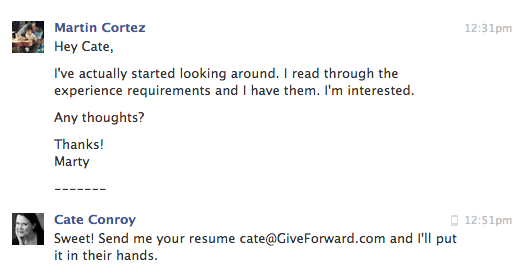 Martin Cortez 12:31pm
Hey Cate,
I've actually started looking around. I read through the
experience requirements and I have them. I'm interested.
Any thoughts?
Thanks!
Marty
-------
Cate Conroy 12:51pm
Sweet! Send me your resume cate@GiveForward.com and I'll put
it in their hands.